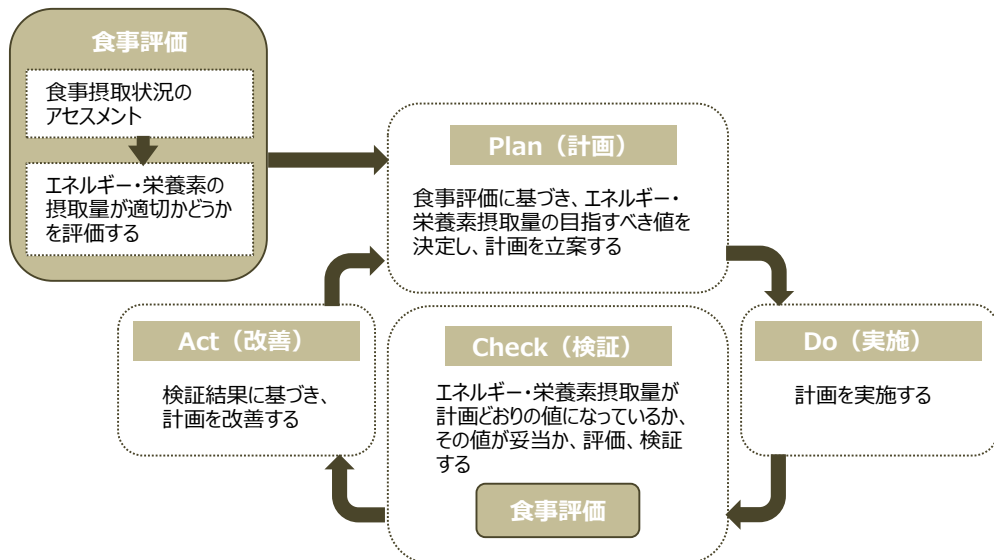 食事評価
食事摂取状況の
アセスメント
エネルギー・栄養素の
摂取量が適切かどうか
を評価する
Plan（計画）
食事評価に基づき、エネルギー・
栄養素摂取量の目指すべき値を
決定し、計画を立案する
Act（改善）
検証結果に基づき、
計画を改善する
Check（検証）
エネルギー・栄養素摂取量が
計画どおりの値になっているか、
その値が妥当か、評価、検証
する
食事評価
Do（実施）
計画を実施する